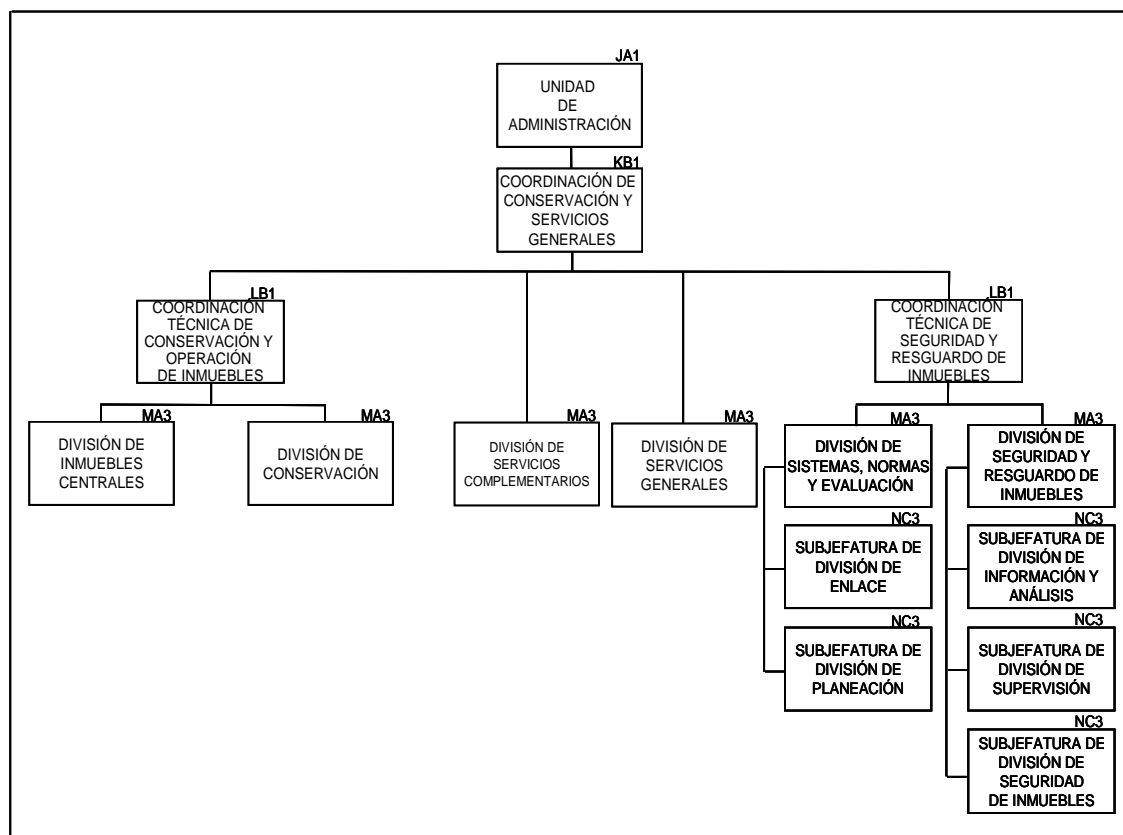 JA1
UNIDAD
DE
ADMINISTRACIÓN
KB1
COORDINACIÓN DE
CONSERVACIÓN Y
SERVICIOS
GENERALES
LB1
COORDINACIÓN
TÉCNICA DE
CONSERVACIÓN Y
OPERACIÓN
DE INMUEBLES
LB1
COORDINACIÓN
TÉCNICA DE
SEGURIDAD Y
RESGUARDO DE
INMUEBLES
MA3
DIVISIÓN DE
INMUEBLES
CENTRALES
MA3
DIVISIÓN DE
CONSERVACIÓN
MA3
DIVISIÓN DE
SERVICIOS
COMPLEMENTARIOS
MA3
DIVISIÓN DE
SERVICIOS
GENERALES
MA3
DIVISIÓN DE
SISTEMAS, NORMAS
Y EVALUACIÓN
MA3
DIVISIÓN DE
SEGURIDAD Y
RESGUARDO DE
INMUEBLES
NC3
SUBJEFATURA DE
DIVISIÓN DE
ENLACE
NC3
SUBJEFATURA DE
DIVISIÓN DE
INFORMACIÓN Y
ANÁLISIS
NC3
SUBJEFATURA DE
DIVISIÓN DE
PLANEACIÓN
NC3
SUBJEFATURA DE
DIVISIÓN DE
SUPERVISIÓN
NC3
SUBJEFATURA DE
DIVISIÓN DE
SEGURIDAD
DE INMUEBLES